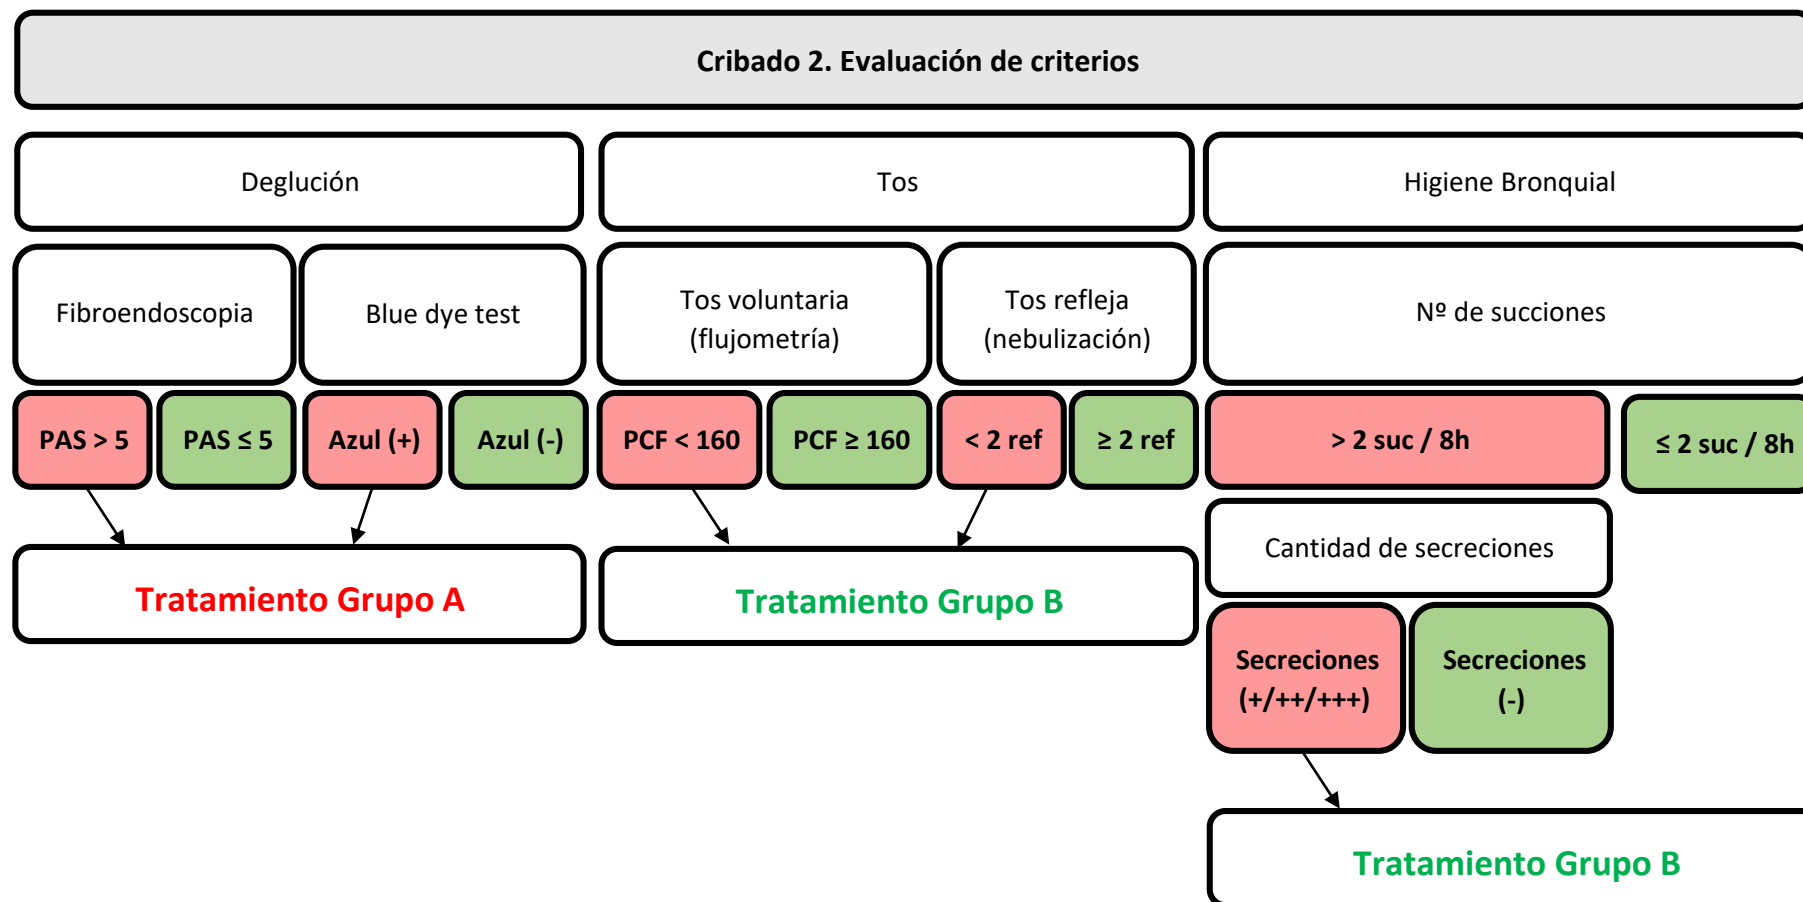 Cribado 2. Evaluación de criterios
Deglución
Tos
Higiene Bronquial
Fibroendoscopia
Blue dye test
Tos voluntaria
(flujometría)
Tos refleja
(nebulización)
Nº de succiones
PAS > 5
PAS ≤ 5
Azul (+)
Azul (-)
PCF < 160
PCF ≥ 160
< 2 ref
≥ 2 ref
> 2 suc / 8h
≤ 2 suc / 8h
Cantidad de secreciones
Tratamiento Grupo A
Tratamiento Grupo B
Secreciones
(+/++/+++)
Secreciones
(-)
Tratamiento Grupo B